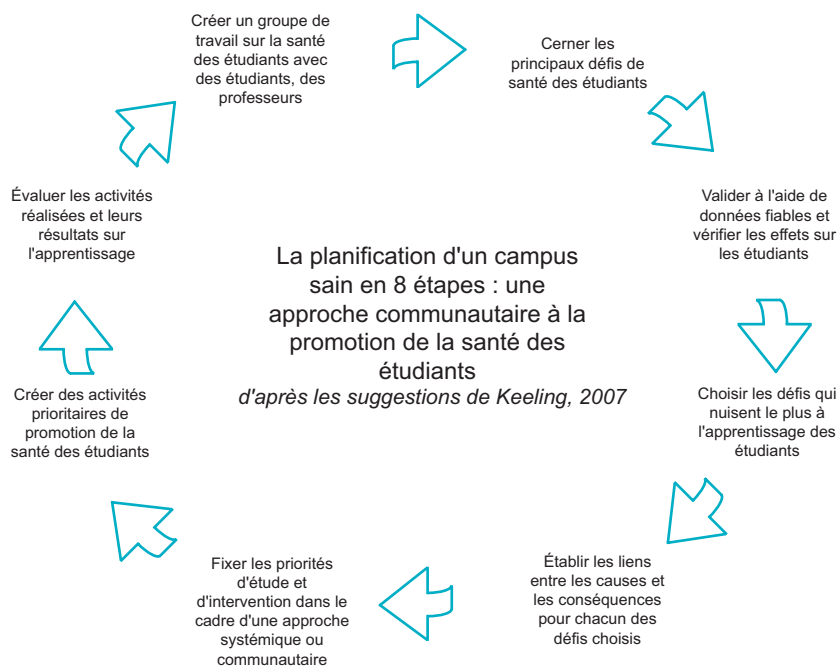 Créer un groupe de
travail sur la santé
des étudiants avec
des étudiants, des
professeurs
Cerner les
principaux défis de
santé des étudiants
Valider à l'aide de
données fiables et
vérifier les effets sur
les étudiants
Choisir les défis qui
nuisent le plus à
l'apprentissage des
étudiants
Établir les liens
entre les causes et
les conséquences
pour chacun des
défis choisis
Fixer les priorités
d'étude et
d'intervention dans le
cadre d'une approche
systémique ou
communautaire
Créer des activités
prioritaires de
promotion de la
santé des étudiants
Évaluer les activités
réalisées et leurs
résultats sur
l'apprentissage
La planification d'un campus
sain en 8 étapes : une
approche communautaire à la
promotion de la santé des
étudiants
d'après les suggestions de Keeling, 2007